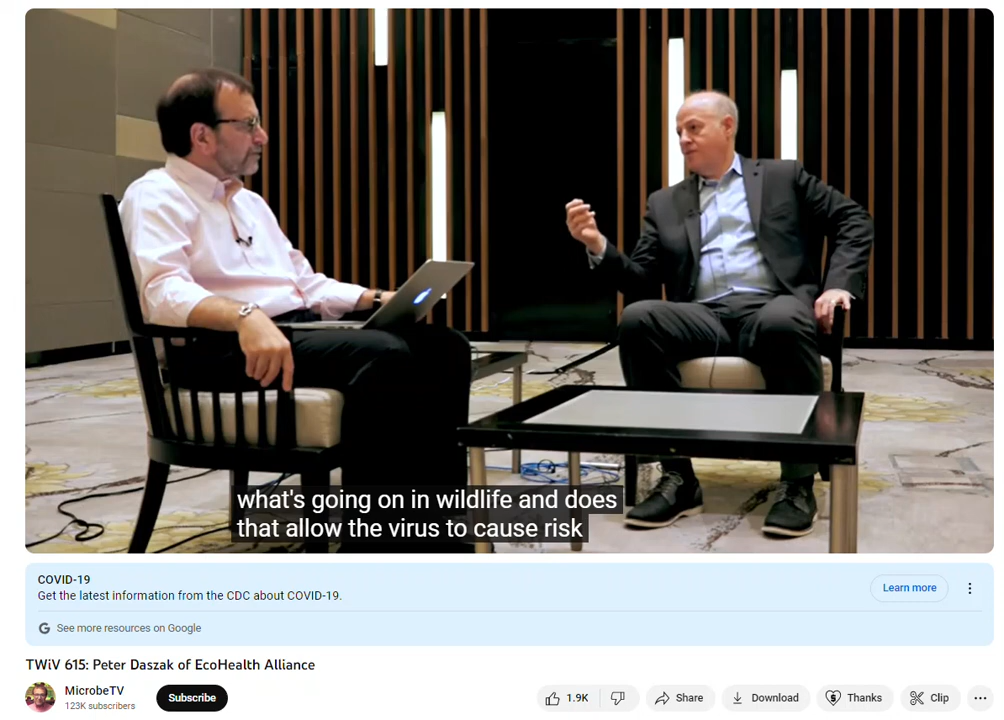 what's going on in wildlife and does
that allow the virus to cause risk
COVID-19
Get the latest information from the CDC about COVID-19.
Learn more
See more resources on Google
TWiV 615: Peter Daszak of EcoHealth Alliance
MicrobeTV
123K subscribers
Subscribe
1.9K
Share
Download
Thanks
Clip